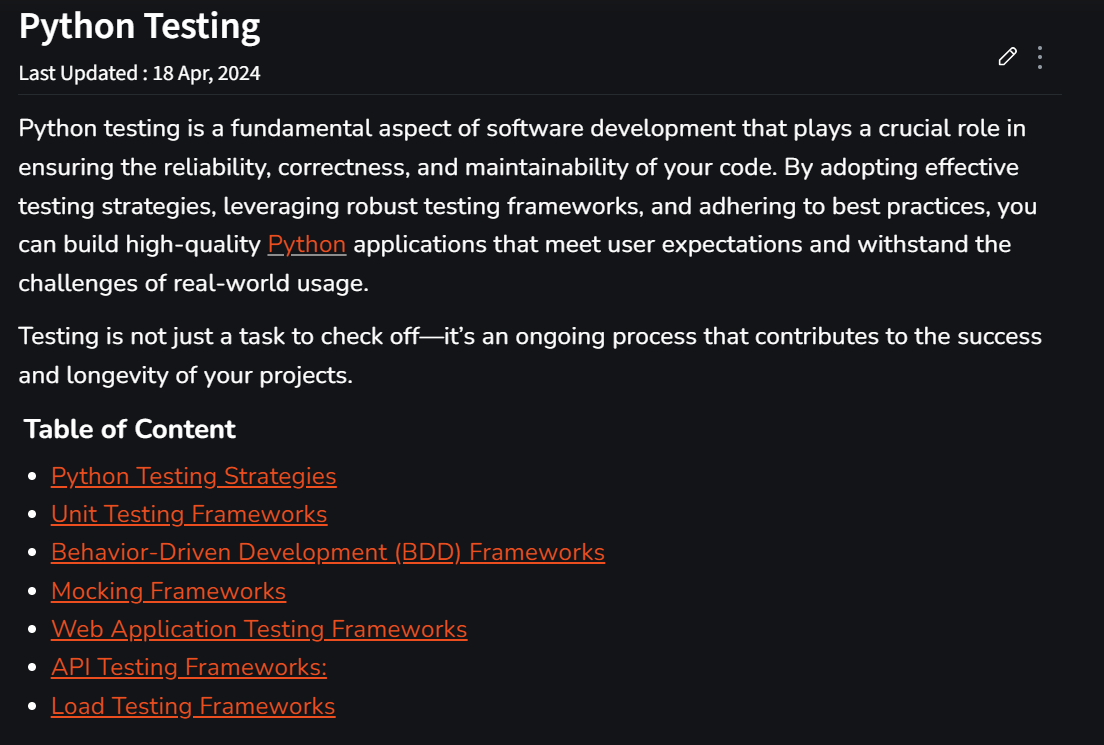 Python Testing
Last Updated : 18 Apr, 2024
Python testing is a fundamental aspect of software development that plays a crucial role in
ensuring the reliability, correctness, and maintainability of your code. By adopting effective
testing strategies, leveraging robust testing frameworks, and adhering to best practices, you
can build high-quality Python applications that meet user expectations and withstand the
challenges of real-world usage.
Testing is not just a task to check off—it’s an ongoing process that contributes to the success
and longevity of your projects.
Table of Content
Python Testing Strategies
Unit Testing Frameworks
Behavior-Driven Development (BDD) Frameworks
Mocking Frameworks
Web Application Testing Frameworks
API Testing Frameworks:
Load Testing Frameworks